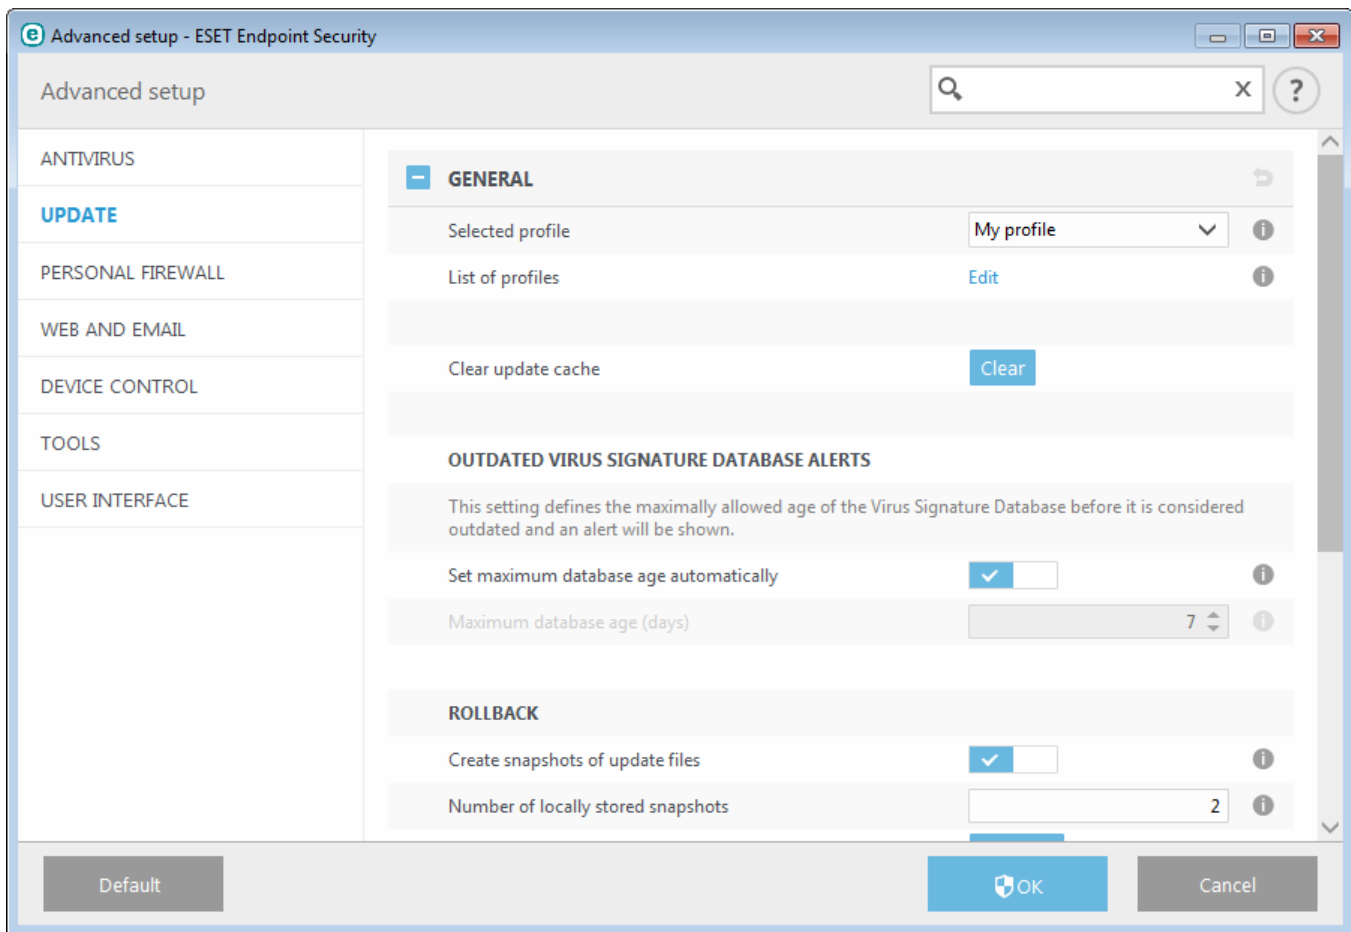 Advanced setup - ESET Endpoint Security
Advanced setup
ANTIVIRUS
UPDATE
PERSONAL FIREWALL
WEB AND EMAIL
DEVICE CONTROL
TOOLS
USER INTERFACE
GENERAL
Selected profile My profile
List of profiles Edit
Clear update cache Clear
OUTDATED VIRUS SIGNATURE DATABASE ALERTS
This setting defines the maximally allowed age of the Virus Signature Database before it is considered
outdated and an alert will be shown.
Set maximum database age automatically
Maximum database age (days) 7
ROLLBACK
Create snapshots of update files
Number of locally stored snapshots 2
Default OK Cancel